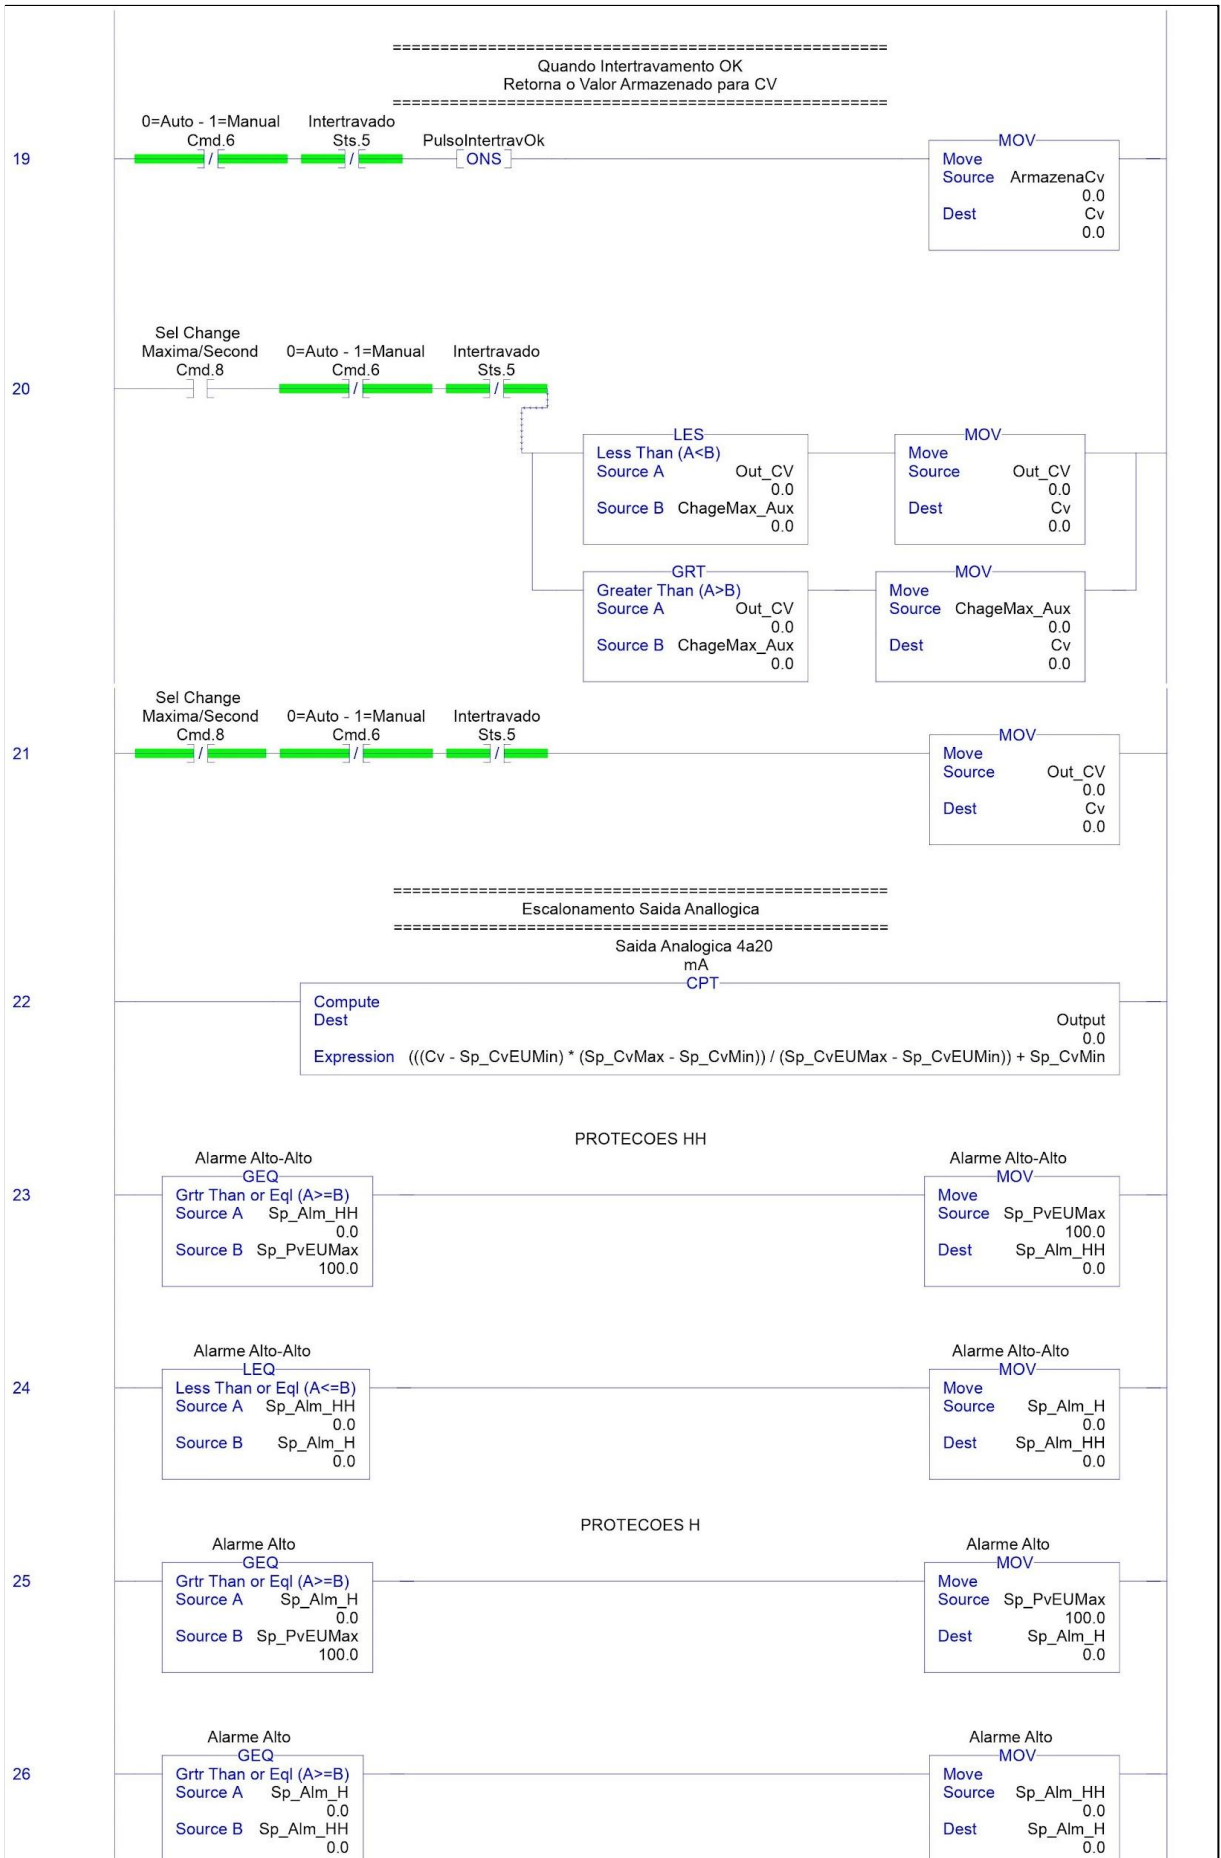 ==================================================
Quando Intertravamento OK
Retorna o Valor Armazenado para CV
==================================================
0=Auto - 1=Manual
Cmd.6
Intertravado
Sts.5
PulsoIntertravOk
ONS
19
MOV
Move
Source ArmazenaCv
0.0
Dest Cv
0.0
Sel Change
Maxima/Second
Cmd.8
0=Auto - 1=Manual
Cmd.6
Intertravado
Sts.5
20
LES
Less Than (A<B)
Source A Out_CV
0.0
Source B ChageMax_Aux
0.0
MOV
Move
Source Out_CV
0.0
Dest Cv
0.0
GRT
Greater Than (A>B)
Source A Out_CV
0.0
Source B ChageMax_Aux
0.0
MOV
Move
Source ChageMax_Aux
0.0
Dest Cv
0.0
Sel Change
Maxima/Second
Cmd.8
0=Auto - 1=Manual
Cmd.6
Intertravado
Sts.5
21
MOV
Move
Source Out_CV
0.0
Dest Cv
0.0
==================================================
Escalonamento Saida Anallogica
==================================================
Saida Analogica 4a20
mA
22
CPT
Compute
Dest Output
0.0
Expression (((Cv - Sp_CvEUMin) * (Sp_CvMax - Sp_CvMin)) / (Sp_CvEUMax - Sp_CvEUMin)) + Sp_CvMin
PROTECOES HH
Alarme Alto-Alto
23
GEQ
Grtr Than or Eql (A>=B)
Source A Sp_Alm_HH
0.0
Source B Sp_PvEUMax
100.0
Alarme Alto-Alto
MOV
Move
Source Sp_PvEUMax
100.0
Dest Sp_Alm_HH
0.0
Alarme Alto-Alto
24
LEQ
Less Than or Eql (A<=B)
Source A Sp_Alm_HH
0.0
Source B Sp_Alm_H
0.0
Alarme Alto-Alto
MOV
Move
Source Sp_Alm_H
0.0
Dest Sp_Alm_HH
0.0
PROTECOES H
Alarme Alto
25
GEQ
Grtr Than or Eql (A>=B)
Source A Sp_Alm_H
0.0
Source B Sp_PvEUMax
100.0
Alarme Alto
MOV
Move
Source Sp_PvEUMax
100.0
Dest Sp_Alm_H
0.0
Alarme Alto
26
GEQ
Grtr Than or Eql (A>=B)
Source A Sp_Alm_H
0.0
Source B Sp_Alm_HH
0.0
Alarme Alto
MOV
Move
Source Sp_Alm_HH
0.0
Dest Sp_Alm_H
0.0